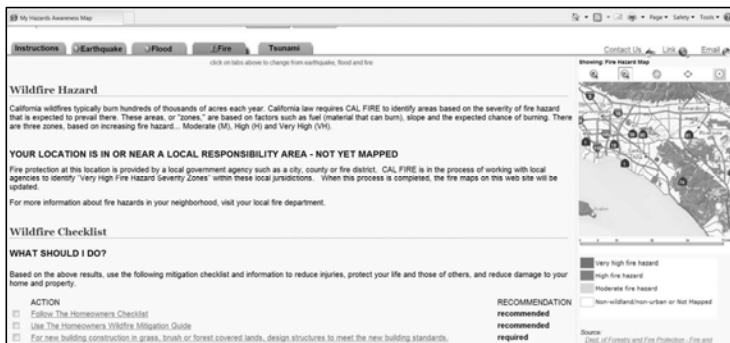 My Hazards Awareness Map
Page Safety Tools
Instructions Earthquake Flood Fire Tsunami
Contact Us Link Email
click on tabs above to change from earthquake, flood and fire
Showing: Fire Hazard Map
Wildfire Hazard
California wildfires typically burn hundreds of thousands of acres each year. California law requires CAL FIRE to identify areas based on the severity of fire hazard
that is expected to prevail there. These areas, or "zones," are based on factors such as fuel (material that can burn), slope and the expected chance of burning. There
are three zones, based on increasing fire hazard... Moderate (M), High (H) and Very High (VH).
YOUR LOCATION IS IN OR NEAR A LOCAL RESPONSIBILITY AREA - NOT YET MAPPED
Fire protection at this location is provided by a local government agency such as a city, county or fire district. CAL FIRE is in the process of working with local
agencies to identify "Very High Fire Hazard Severity Zones" within these local jurisdictions. When this process is completed, the fire maps on this web site will be
updated.
For more information about fire hazards in your neighborhood, visit your local fire department.
Wildfire Checklist
WHAT SHOULD I DO?
Based on the above results, use the following mitigation checklist and information to reduce injuries, protect your life and those of others, and reduce damage to your
home and property.
ACTION RECOMMENDATION
Follow The Homeowners Checklist recommended
Use The Homeowners Wildfire Mitigation Guide recommended
For new building construction in grass, brush or forest covered lands, design structures to meet the new building standards. required
Very high fire hazard
High fire hazard
Moderate fire hazard
Non-wildland/non-urban or Not Mapped
Source:
Dept. of Forestry and Fire Protection - Fire and